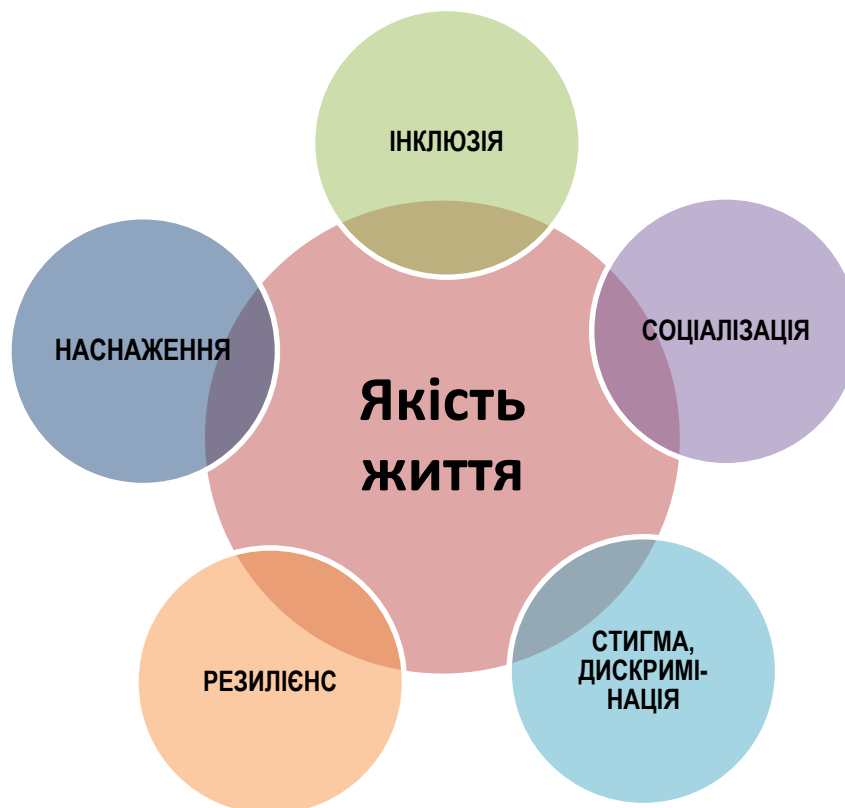 ІНКЛЮЗІЯ
СОЦІАЛІЗАЦІЯ
НАСНАЖЕННЯ
Якість
життя
СТИГМА,
ДИСКРИМІ-
НАЦІЯ
РЕЗИЛІЄНС